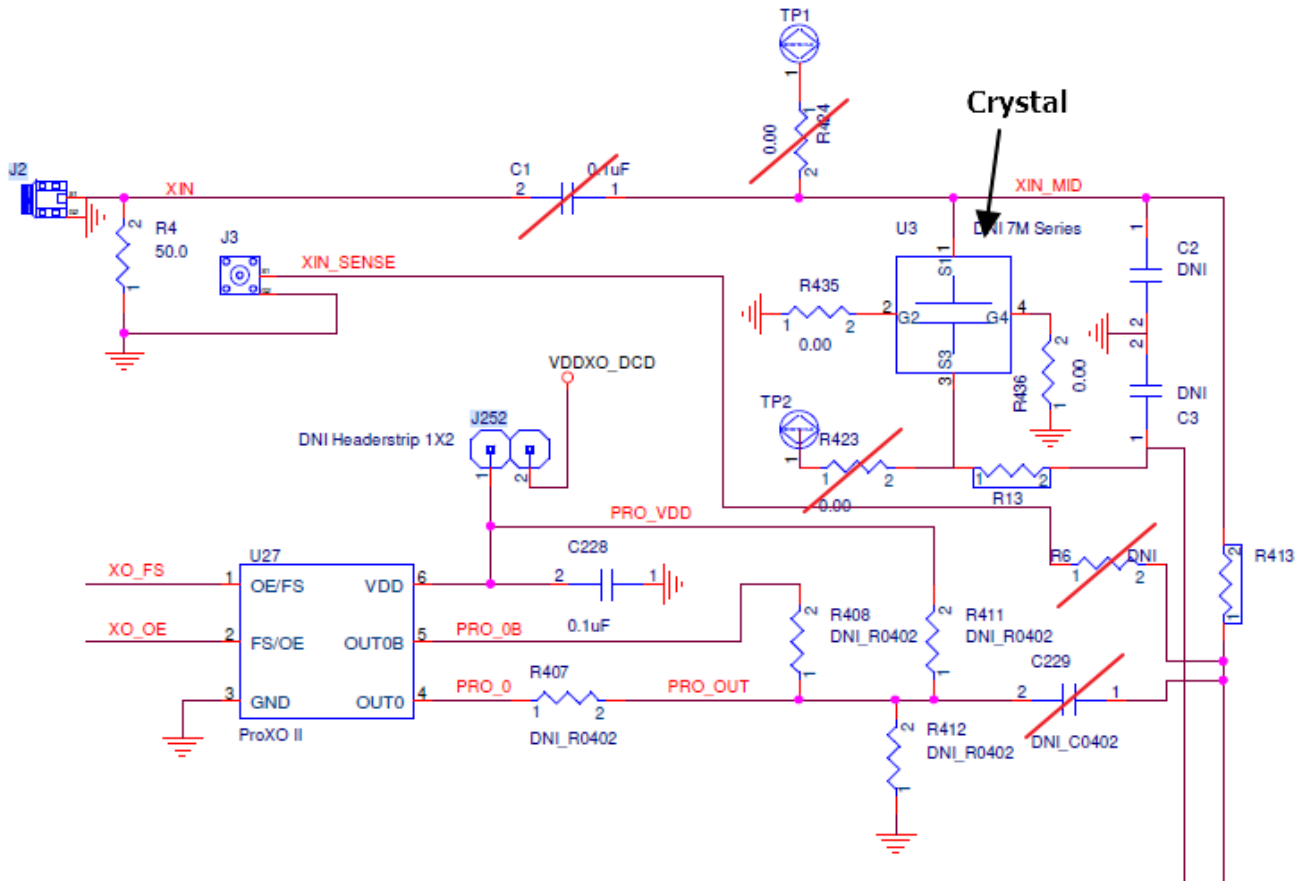 TP1
1
Crystal
0.00
1
R424
2
J2
XIN
C1
0.1uF
2
1
XIN_MID
R4
50.0
2
1
J3
XIN_SENSE
U3
DNI 7M Series
1
S1
R435
1
2
0.00
2
G2
G4
4
S3
3
R436
2
0.00
1
1
C2
DNI
2
2
DNI
C3
1
VDDXO_DCD
J252
DNI Headerstrip 1X2
1
2
TP2
1
R423
1
2
0.00
1
2
R13
PRO_VDD
R6
DNI
1
2
2
R413
1
U27
XO_FS
1
OE/FS
VDD
6
C228
2
1
0.1uF
XO_OE
2
FS/OE
OUT0B
5
PRO_0B
2
R408
DNI_R0402
1
2
R411
DNI_R0402
1
3
GND
OUT0
4
PRO_0
R407
1
2
DNI_R0402
PRO_OUT
C229
2
1
DNI_C0402
ProXO II
2
R412
DNI_R0402
1